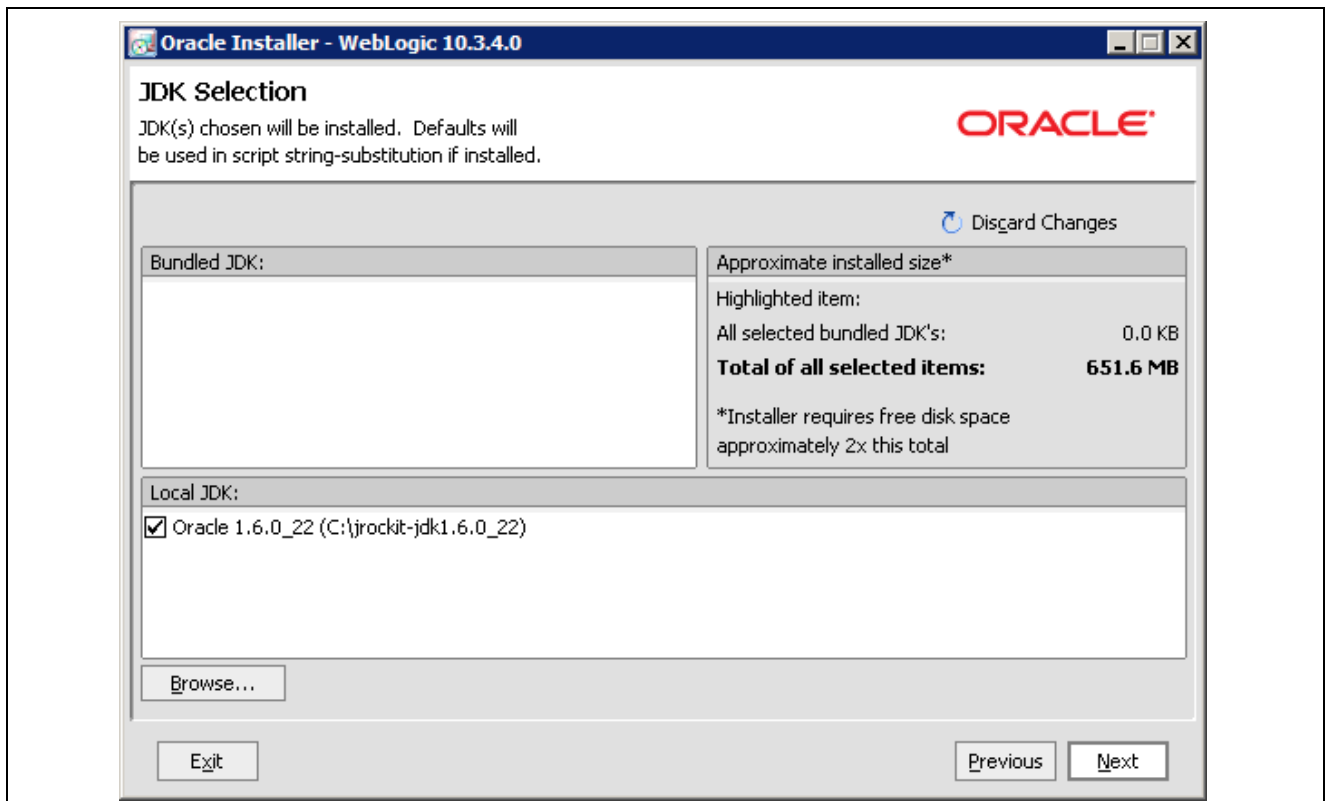 Oracle Installer - WebLogic 10.3.4.0
JDK Selection
JDK(s) chosen will be installed. Defaults will
be used in script string-substitution if installed.
ORACLE
Discard Changes
Bundled JDK:
Approximate installed size*
Highlighted item:
All selected bundled JDK's: 0.0 KB
Total of all selected items: 651.6 MB
*Installer requires free disk space
approximately 2x this total
Local JDK:
Oracle 1.6.0_22 (C:\jrockit-jdk1.6.0_22)
Browse...
Exit
Previous
Next